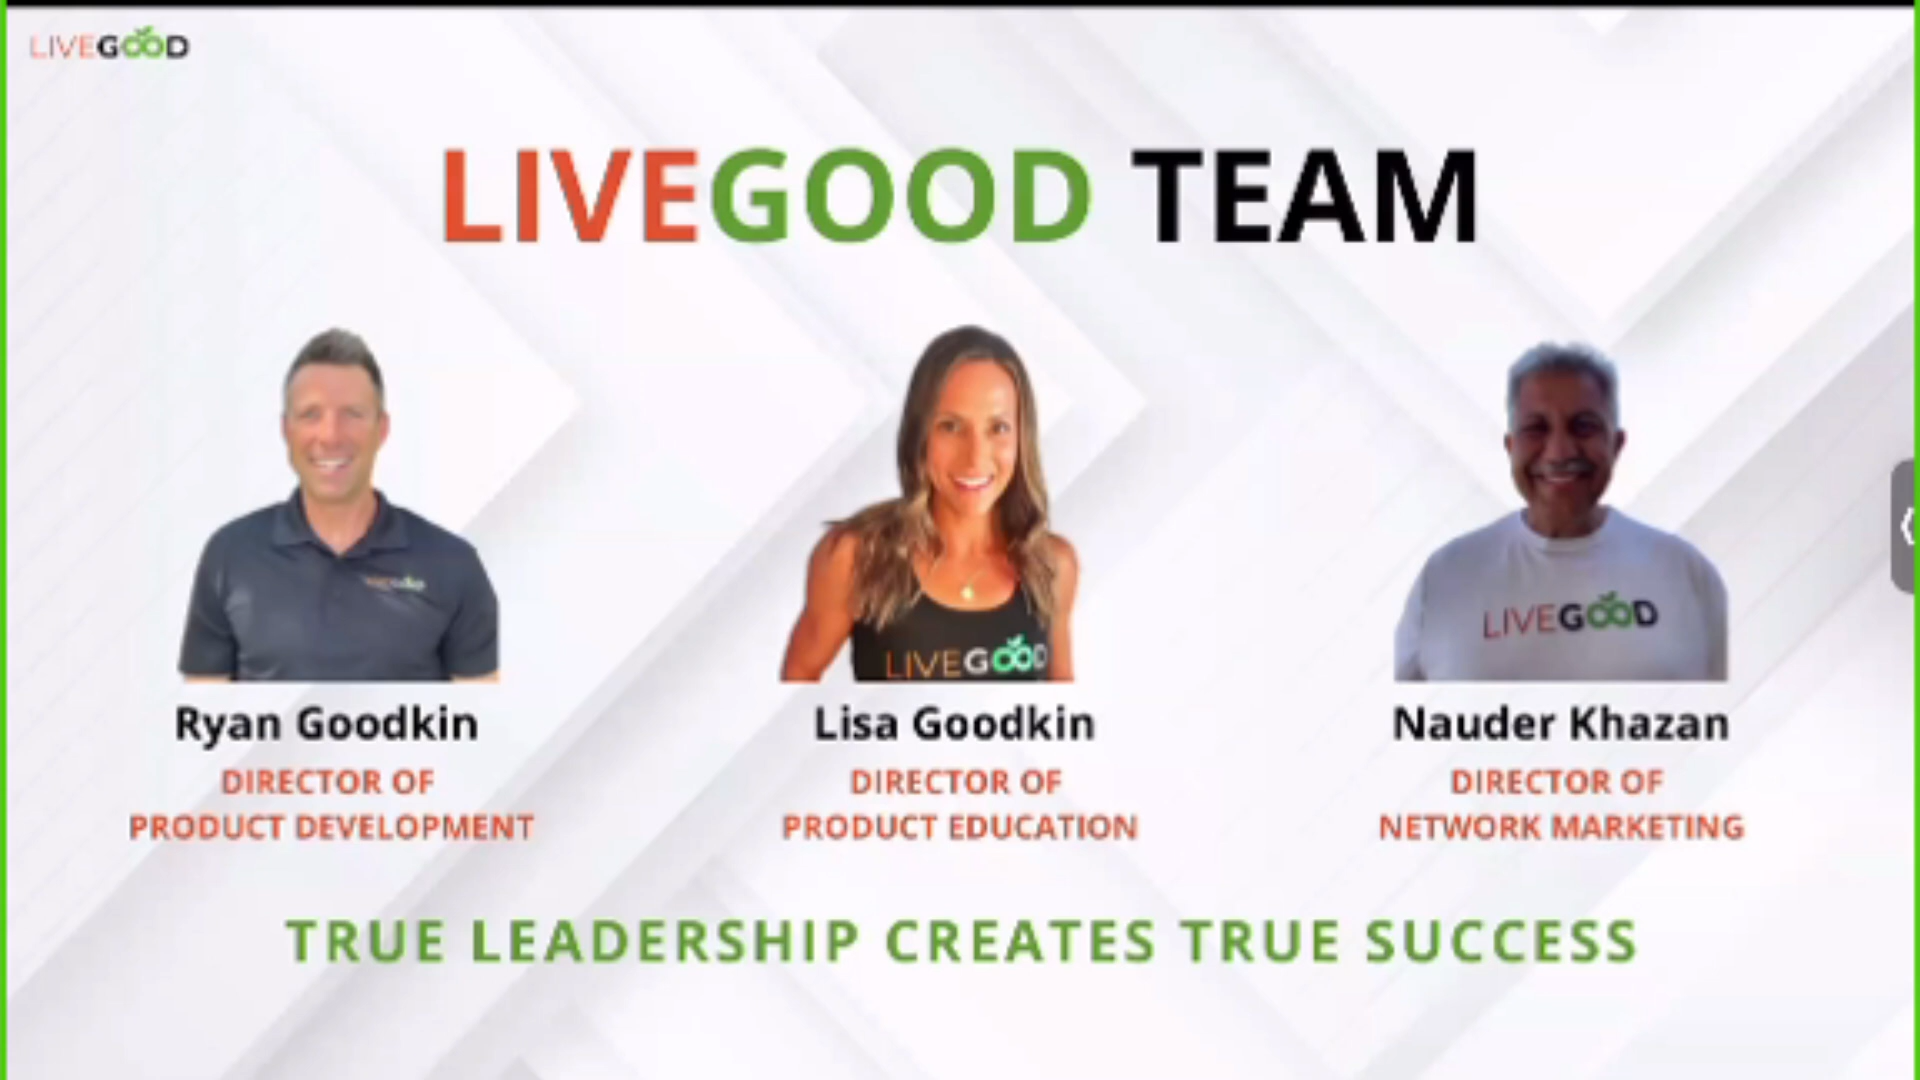 LIVEGOOD
LIVEGOOD TEAM
LIVEGOOD
LIVEGOOD
Ryan Goodkin
Lisa Goodkin
Nauder Khazan
DIRECTOR OF
PRODUCT DEVELOPMENT
DIRECTOR OF
PRODUCT EDUCATION
DIRECTOR OF
NETWORK MARKETING
TRUE LEADERSHIP CREATES TRUE SUCCESS